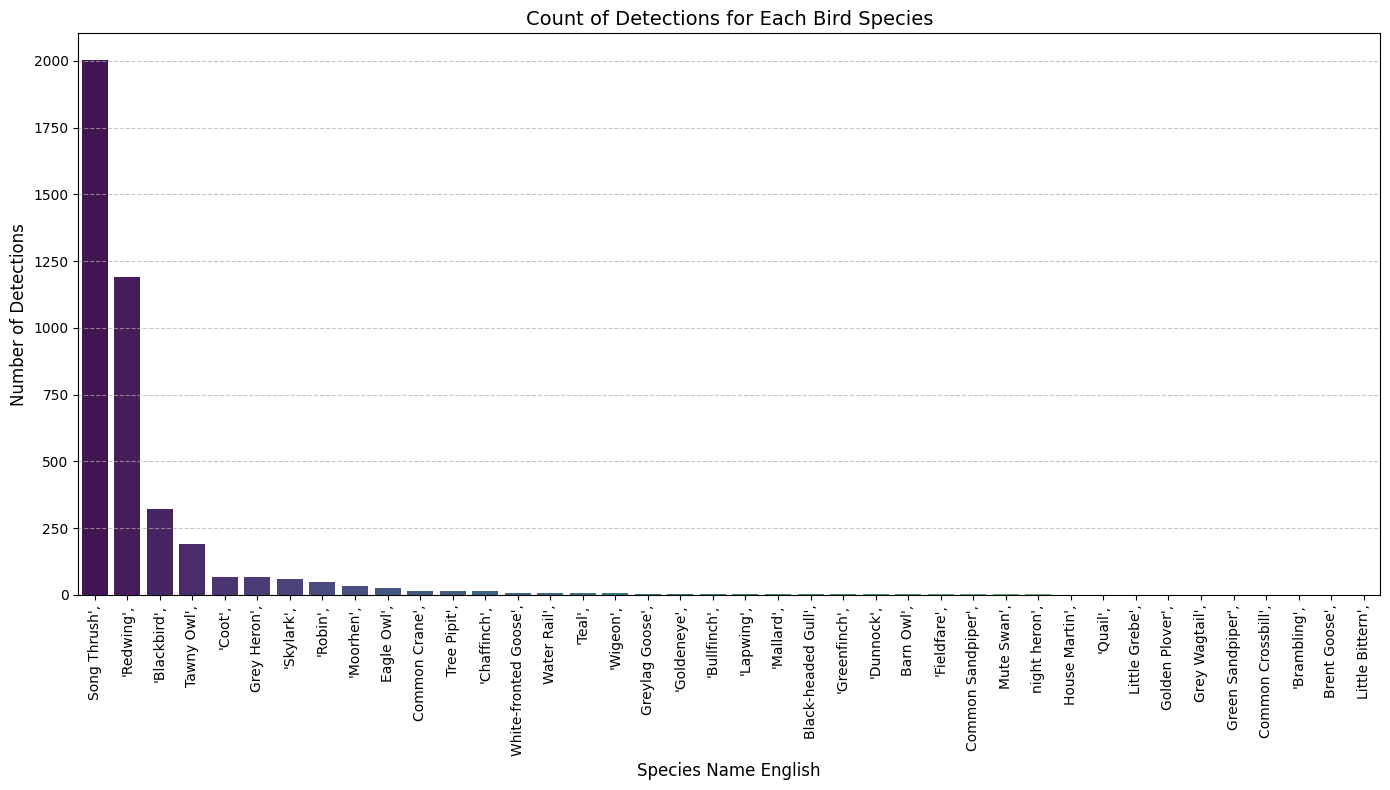 Count of Detections for Each Bird Species
Number of Detections
2000
1750
1500
1250
1000
750
500
250
0
Song Thrush',
'Redwing',
'Blackbird',
Tawny Owl',
'Coot',
Grey Heron',
'Skylark',
'Robin',
'Moorhen',
Eagle Owl',
Common Crane',
Tree Pipit',
'Chaffinch',
White-fronted Goose',
Water Rail',
'Teal',
'Wigeon',
Greylag Goose',
'Goldeneye',
'Bullfinch',
'Lapwing',
'Mallard',
Black-headed Gull',
'Greenfinch',
'Dunnock',
Barn Owl',
'Fieldfare',
Common Sandpiper',
Mute Swan',
night heron',
House Martin',
'Quail',
Little Grebe',
Golden Plover',
Grey Wagtail',
Green Sandpiper',
Common Crossbill',
'Brambling',
Brent Goose',
Little Bittern',
Species Name English